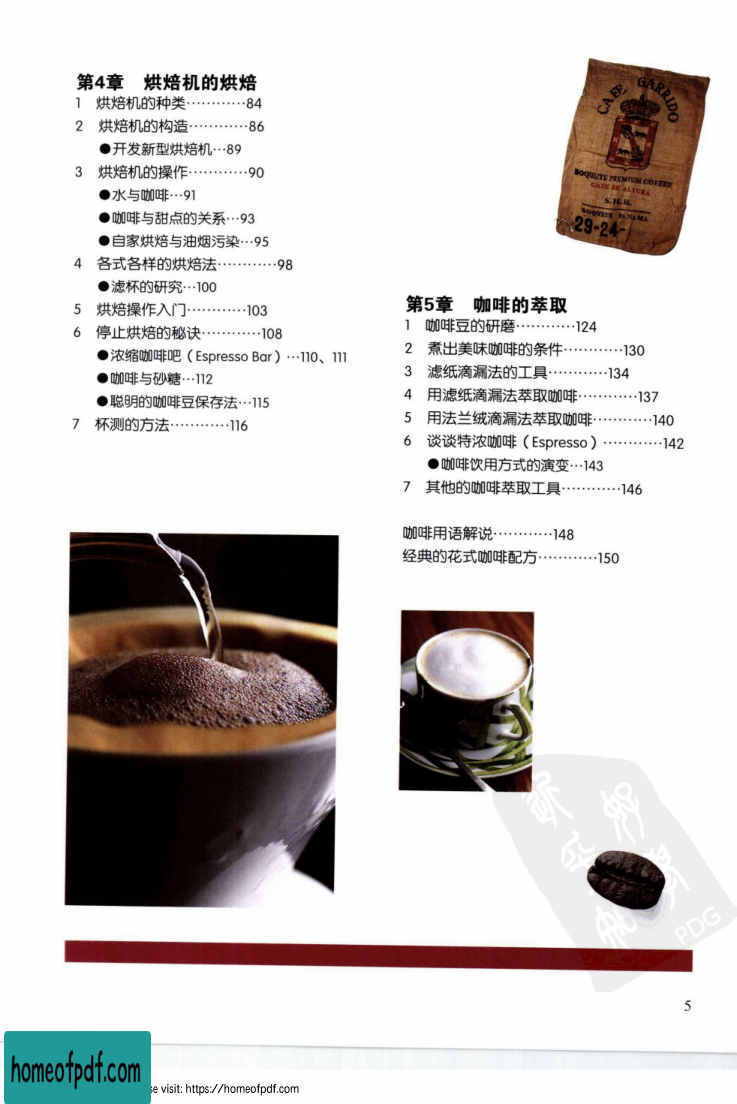 第4章 烘焙机的烘焙
1 烘焙机的种类…………84
2 烘焙机的构造…………86
●开发新型烘焙机…89
3 烘焙机的操作…………90
●水与咖啡…91
●咖啡与甜点的关系…93
●自家烘焙与油烟污染…95
4 各式各样的烘焙法…………98
●滤杯的研究…100
5 烘焙操作入门…………103
6 停止烘焙的秘诀…………108
●浓缩咖啡吧（Espresso Bar）…110、111
●咖啡与砂糖…112
●聪明的咖啡豆保存法…115
7 杯测的方法…………116
CAFE GARRIDO
BOQUETE PREMIUM COFFEE
CAFE DE ALTURA
S.H.B.
BOQUETE PANAMA
29-24-
第5章 咖啡的萃取
1 咖啡豆的研磨…………124
2 煮出美味咖啡的条件…………130
3 滤纸滴漏法的工具…………134
4 用滤纸滴漏法萃取咖啡…………137
5 用法兰绒滴漏法萃取咖啡…………140
6 谈谈特浓咖啡（Espresso）…………142
●咖啡饮用方式的演变…143
7 其他的咖啡萃取工具…………146
咖啡用语解说…………148
经典的花式咖啡配方…………150
PDG
5
homeofpdf.com
se visit: https://homeofpdf.com